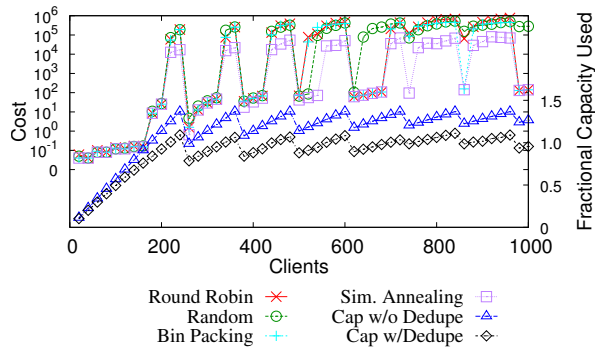 10^6
10^5
10^4
10^3
10^2
10^1
10^0
10^-1
0
Cost
1.5
1.0
0.5
0
Fractional Capacity Used
0 200 400 600 800 1000
Clients
Round Robin
Random
Bin Packing
Sim. Annealing
Cap w/o Dedupe
Cap w/Dedupe